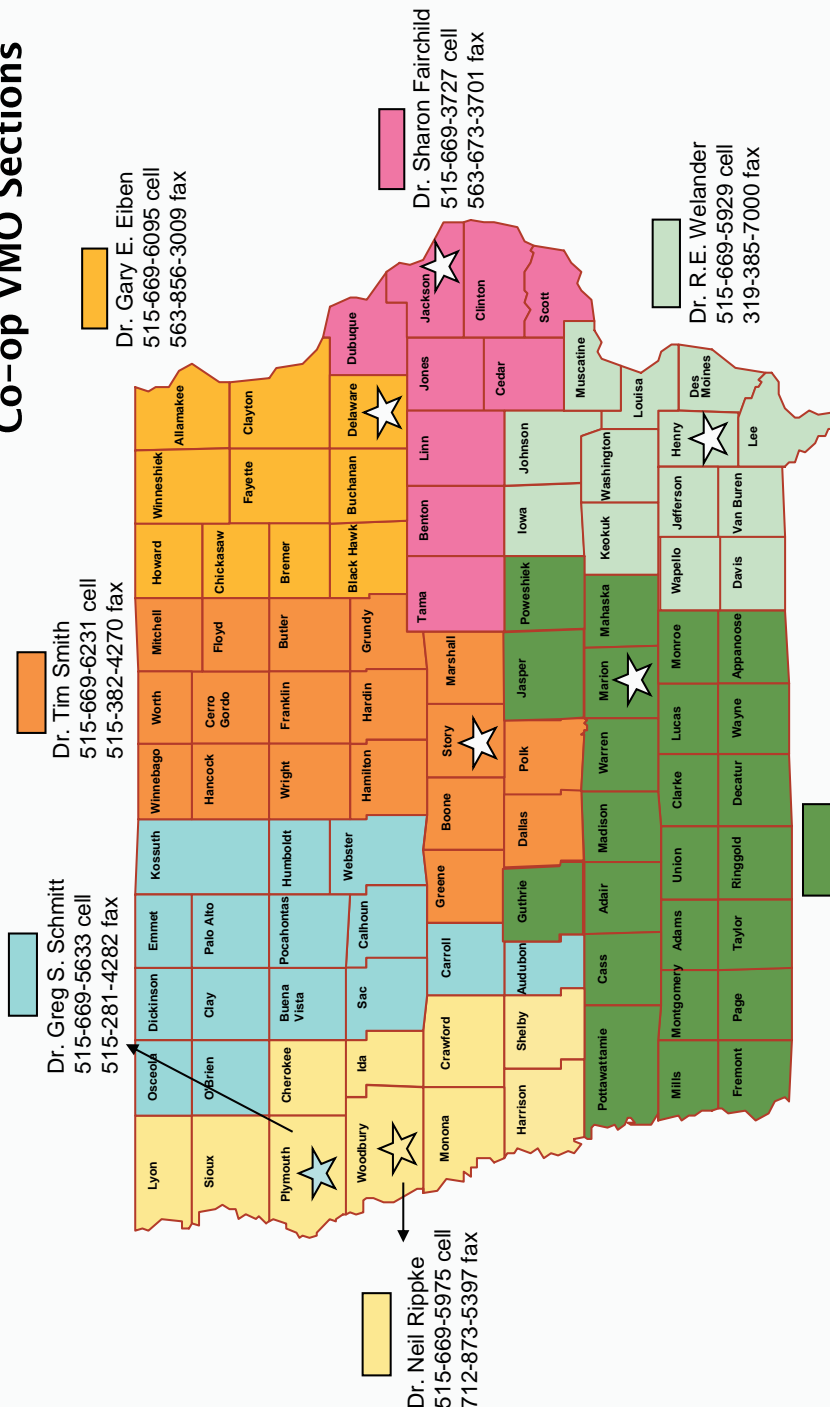 Co-op VMO Sections
Dr. Gary E. Eiben
515-669-6095 cell
563-856-3009 fax
Dr. Sharon Fairchild
515-669-3727 cell
563-673-3701 fax
Dr. R.E. Welander
515-669-5929 cell
319-385-7000 fax
Dr. Tim Smith
515-669-6231 cell
515-382-4270 fax
Dr. Greg S. Schmitt
515-669-5633 cell
515-281-4282 fax
Dr. Neil Rippke
515-669-5975 cell
712-873-5397 fax
Lyon
Osceola
Dickinson
Emmet
Kossuth
Winnebago
Worth
Mitchell
Howard
Winneshiek
Allamakee
Sioux
O'Brien
Clay
Palo Alto
Hancock
Cerro
Gordo
Floyd
Chickasaw
Fayette
Clayton
Plymouth
Cherokee
Buena
Vista
Pocahontas
Humboldt
Wright
Franklin
Butler
Bremer
Woodbury
Ida
Sac
Calhoun
Webster
Hamilton
Hardin
Grundy
Black Hawk
Buchanan
Delaware
Dubuque
Monona
Crawford
Carroll
Greene
Boone
Story
Marshall
Tama
Benton
Linn
Jones
Jackson
Clinton
Cedar
Scott
Harrison
Shelby
Audubon
Guthrie
Dallas
Polk
Jasper
Poweshiek
Iowa
Johnson
Muscatine
Pottawattamie
Cass
Adair
Madison
Warren
Marion
Mahaska
Keokuk
Washington
Louisa
Mills
Montgomery
Adams
Union
Clarke
Lucas
Monroe
Wapello
Jefferson
Henry
Des
Moines
Fremont
Page
Taylor
Ringgold
Decatur
Wayne
Appanoose
Davis
Van Buren
Lee